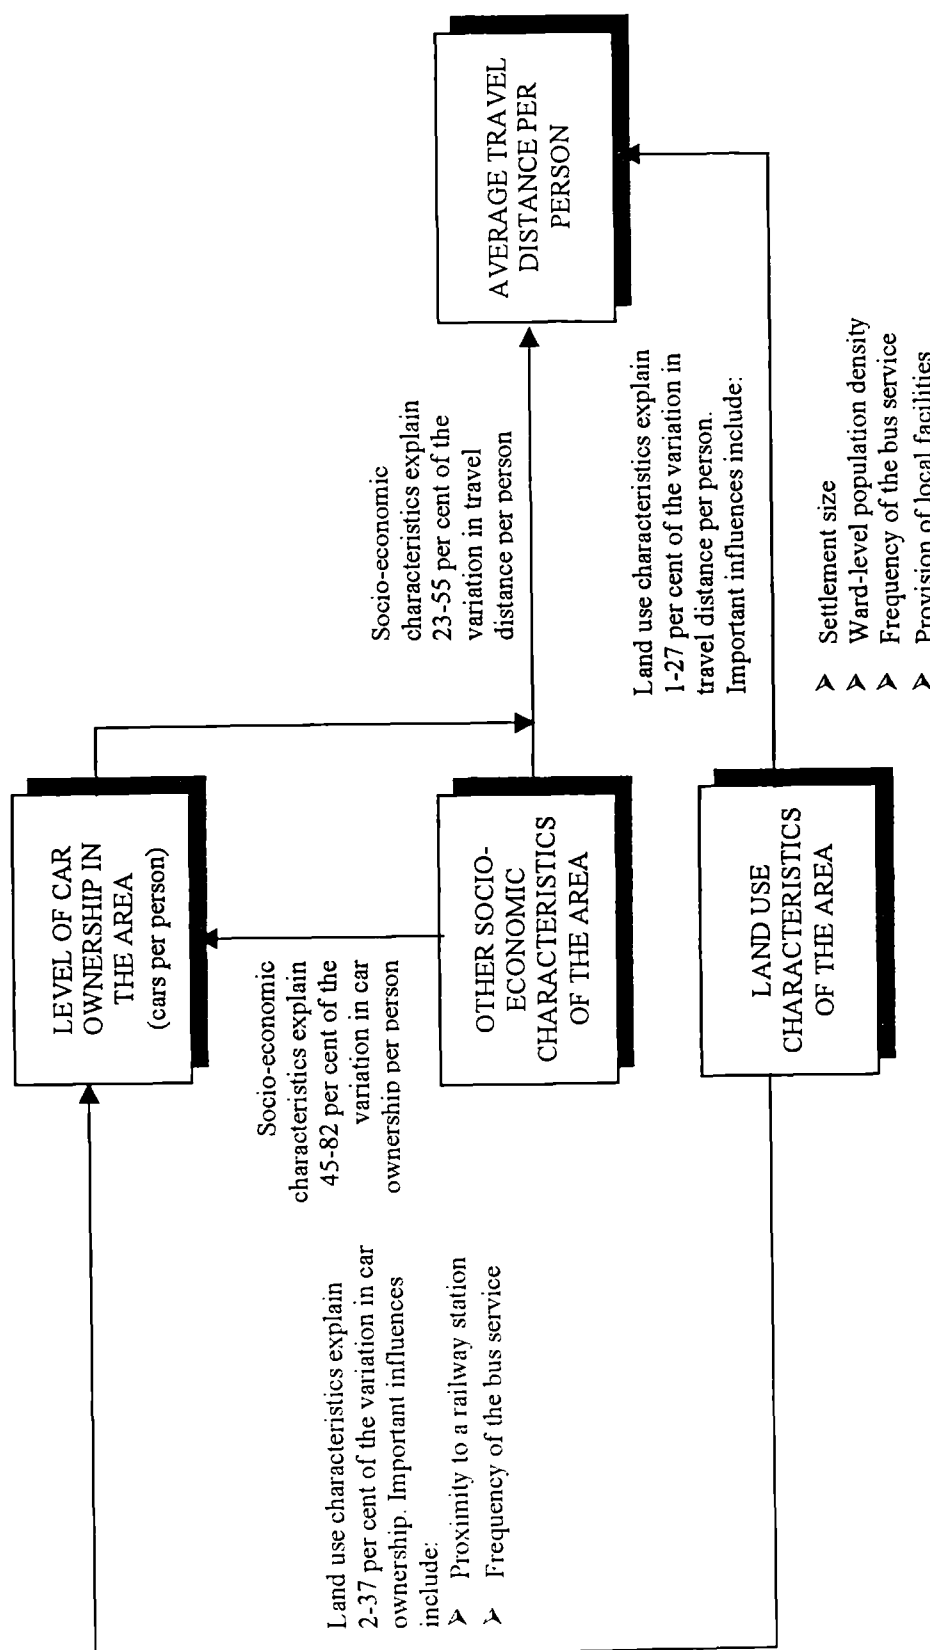 LEVEL OF CAR
OWNERSHIP IN
THE AREA
(cars per person)
Socio-economic
characteristics explain
45-82 per cent of the
variation in car
ownership per person
Land use characteristics explain
2-37 per cent of the variation in car
ownership. Important influences
include:
➤ Proximity to a railway station
➤ Frequency of the bus service
OTHER SOCIO-
ECONOMIC
CHARACTERISTICS
OF THE AREA
Socio-economic
characteristics explain
23-55 per cent of the
variation in travel
distance per person
AVERAGE TRAVEL
DISTANCE PER
PERSON
LAND USE
CHARACTERISTICS
OF THE AREA
Land use characteristics explain
1-27 per cent of the variation in
travel distance per person.
Important influences include:
➤ Settlement size
➤ Ward-level population density
➤ Frequency of the bus service
➤ Provision of local facilities